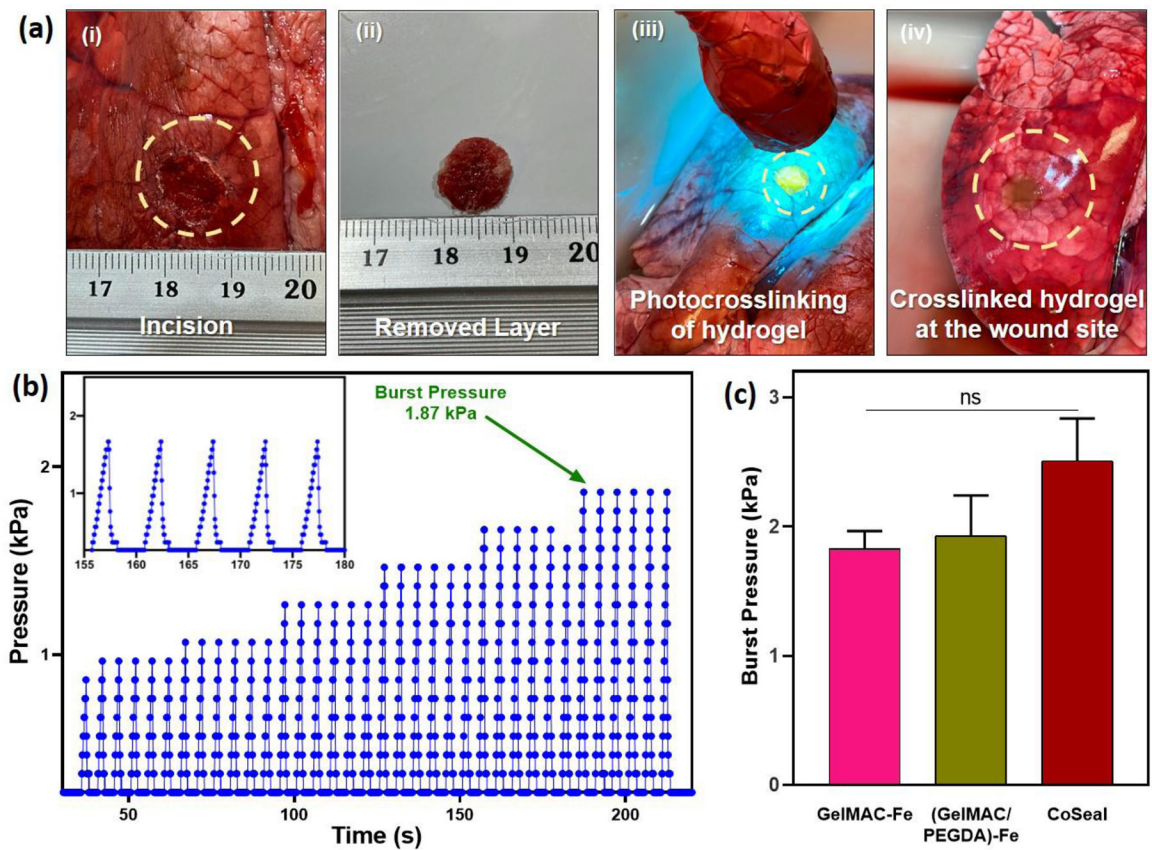 (a)
(i)
(ii)
(iii)
(iv)
17 18 19 20
Incision
17 18 19 20
Removed Layer
Photocrosslinking
of hydrogel
Crosslinked hydrogel
at the wound site
(b)
Pressure (kPa)
2
1
2
1
155 160 165 170 175 180
Burst Pressure
1.87 kPa
50 100 150 200
Time (s)
(c)
Burst Pressure (kPa)
3
2
1
0
ns
GelMAC-Fe
(GelMAC/
PEGDA)-Fe
CoSeal